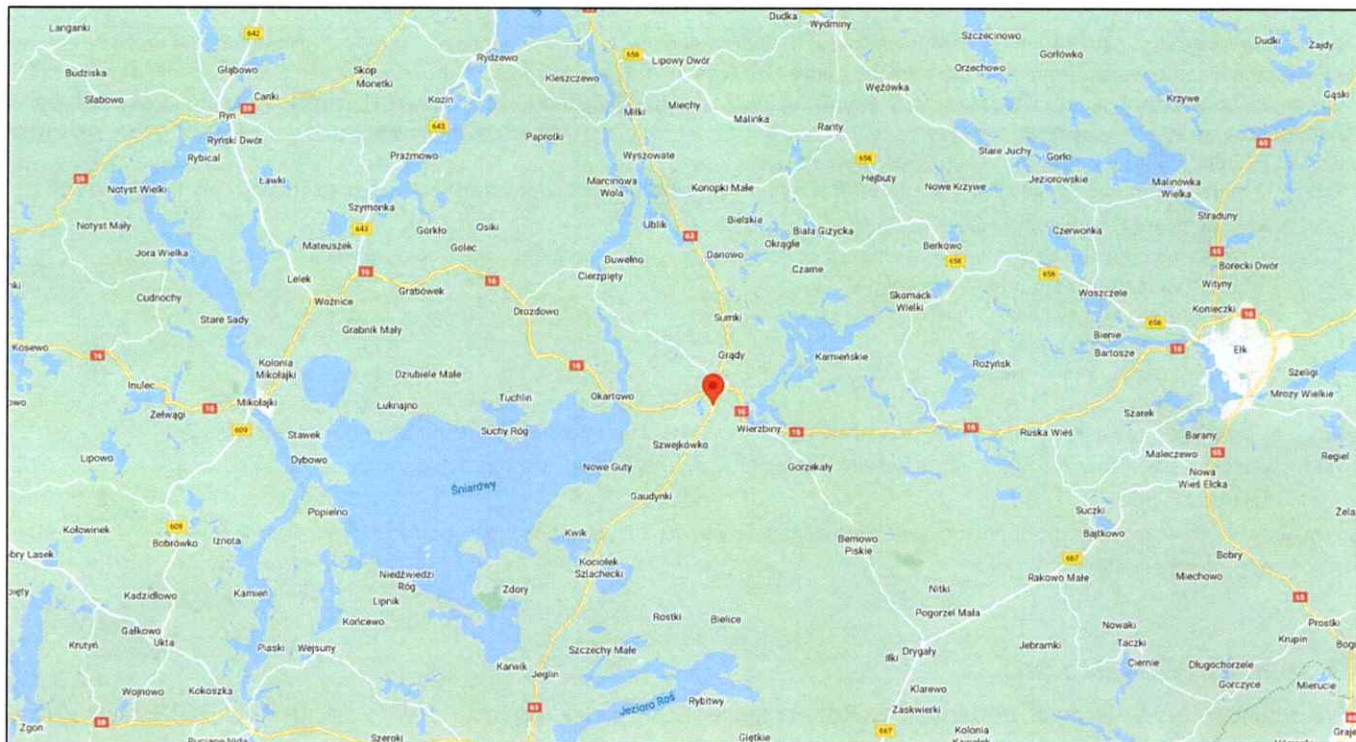 Langanki
642
Dudka
Wydminy
Szczecinowo
Dudki
Zajdy
Gorłówko
Budziska
Głąbowo
Skop
Monetki
Rydzewo
Kleszczewo
656
Lipowy Dwór
Orzechowo
Słabowo
Canki
59
Ryn
Kozin
Miłki
Miechy
Wężówka
Krzywe
Gąski
Ryński Dwór
643
Paprotki
Malinka
Ranty
Rybical
Prażmowo
Wyszowate
656
Stare Juchy
Gorło
65
59
Notyst Wielki
Ławki
Marcinowa
Wola
Konopki Małe
Hejbuty
Nowe Krzywe
Jeziorowskie
Malinówka
Wielka
Szymonka
Straduny
Notyst Mały
643
Górkło
Osiki
Ublik
Bielskie
Biała Giżycka
Czerwonka
Mateuszek
Golec
63
Okrągłe
Berkowo
65
Jora Wielka
Danowo
Borecki Dwór
Lelek
16
Buwełno
Cierzpięty
Czarne
656
656
Wityny
Cudnochy
Woźnice
Grabówek
16
Skomack
Wielki
Woszczele
Konieczki
16
Stare Sady
Grabnik Mały
Drozdowo
Sumki
656
Bienie
Kosewo
16
Kolonia
Mikołajki
Grądy
Kamieńskie
Bartosze
16
Ełk
Inulec
Dziubiele Małe
16
Rożyńsk
Szeligi
Żełwągi
16
Mikołajki
Luknajno
Tuchlin
Okartowo
16
Mrozy Wielkie
Szarek
609
Stawek
Suchy Róg
Wierzbiny
16
16
Ruska Wieś
Barany
Szwejkówko
Maleczewo
65
Lipowo
Dybowo
Nowe Guty
Gorzekały
Regiel
Śniardwy
Nowa
Wieś Ełcka
Gaudynki
Popielno
Suczki
Kołowinek
609
Bobrówko
Iznota
Kwik
Bemowo
Piskie
Bajtkowo
Kociołek
Szlachecki
667
Bobry
Niedźwiedzi
Róg
Zdory
Nitki
Rakowo Małe
Miechowo
Kadzidłowo
Kamień
Lipnik
65
Pogorzel Mała
Końcewo
Rostki
Bielice
Nowaki
Prostki
Krutyń
Gałkowo
Ukta
Piaski
Wejsuny
Szczechy Małe
Iłki
Drygały
Jebramki
Taczki
Krupin
Karwik
Ciernie
Długochorzele
Wojnowo
Kokoszka
Jeglin
Klarewo
Gorczyce
Mierucie
58
Zgon
63
Jezioro Roś
Rybitwy
Zaskwierki
Szeroki
Giętkie
667
Kolonia